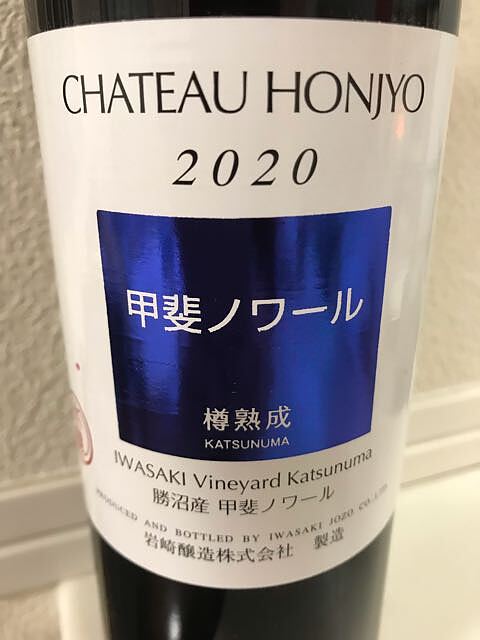 CHATEAU HONJYO
2020
甲斐ノワール
樽熟成
KATSUNUMA
IWASAKI Vineyard Katsunuma
勝沼産 甲斐ノワール
PRODUCED AND BOTTLED BY IWASAKI JOZO CO.,LTD.
岩崎醸造株式会社 製造